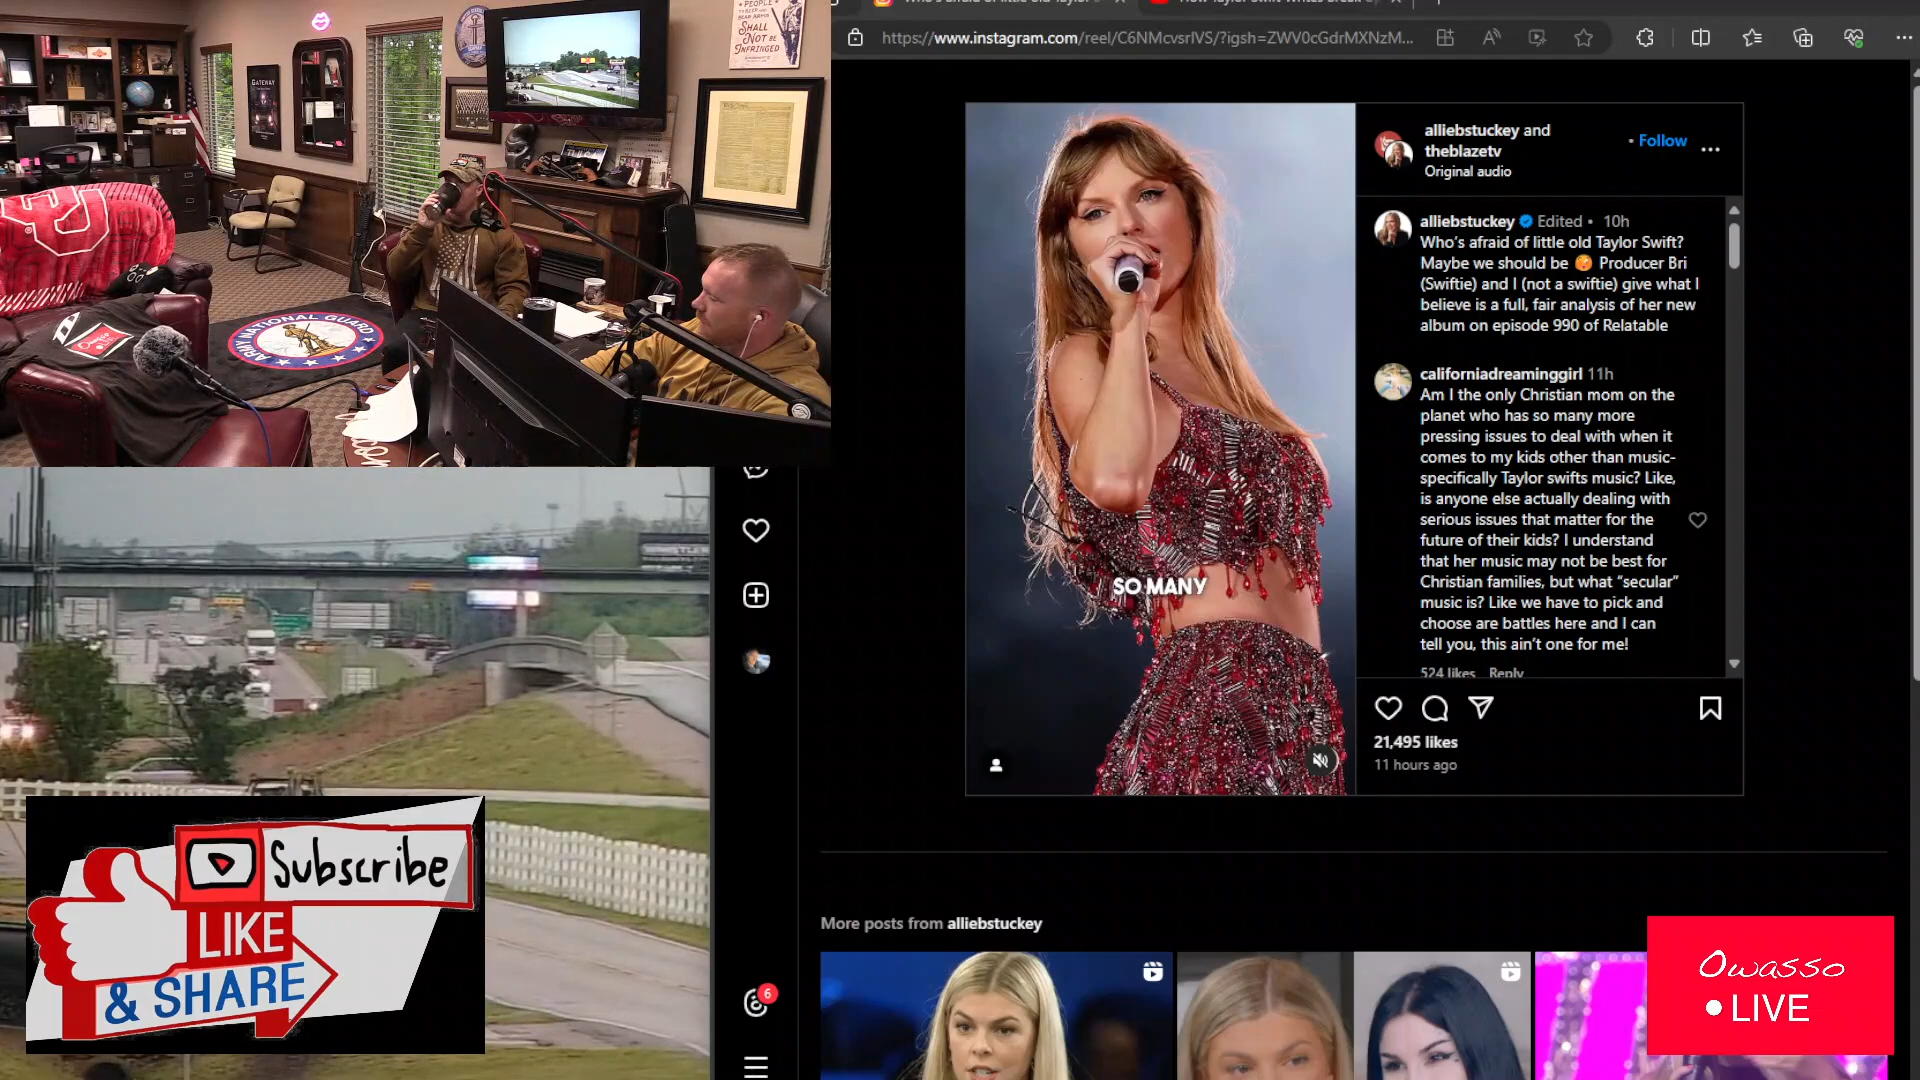 https://www.instagram.com/reel/C6NMcvsrIVS/?igsh=ZWV0cGdrMXNzM...
PEOPLE TO
KEEP AND
BEAR ARMS
SHALL
NOT BE
INFRINGED
GATEWAY
ARMY NATIONAL GUARD
alliebstuckey and
theblazetv
Original audio
• Follow
alliebstuckey Edited • 10h
Who's afraid of little old Taylor Swift?
Maybe we should be Producer Bri
(Swiftie) and I (not a swiftie) give what I
believe is a full, fair analysis of her new
album on episode 990 of Relatable
californiadreaminggirl 11h
Am I the only Christian mom on the
planet who has so many more
pressing issues to deal with when it
comes to my kids other than music-
specifically Taylor swifts music? Like,
is anyone else actually dealing with
serious issues that matter for the
future of their kids? I understand
that her music may not be best for
Christian families, but what “secular”
music is? Like we have to pick and
choose are battles here and I can
tell you, this ain't one for me!
524 likes Reply
SO MANY
21,495 likes
11 hours ago
More posts from alliebstuckey
6
Subscribe
LIKE
& SHARE
Owasso
LIVE